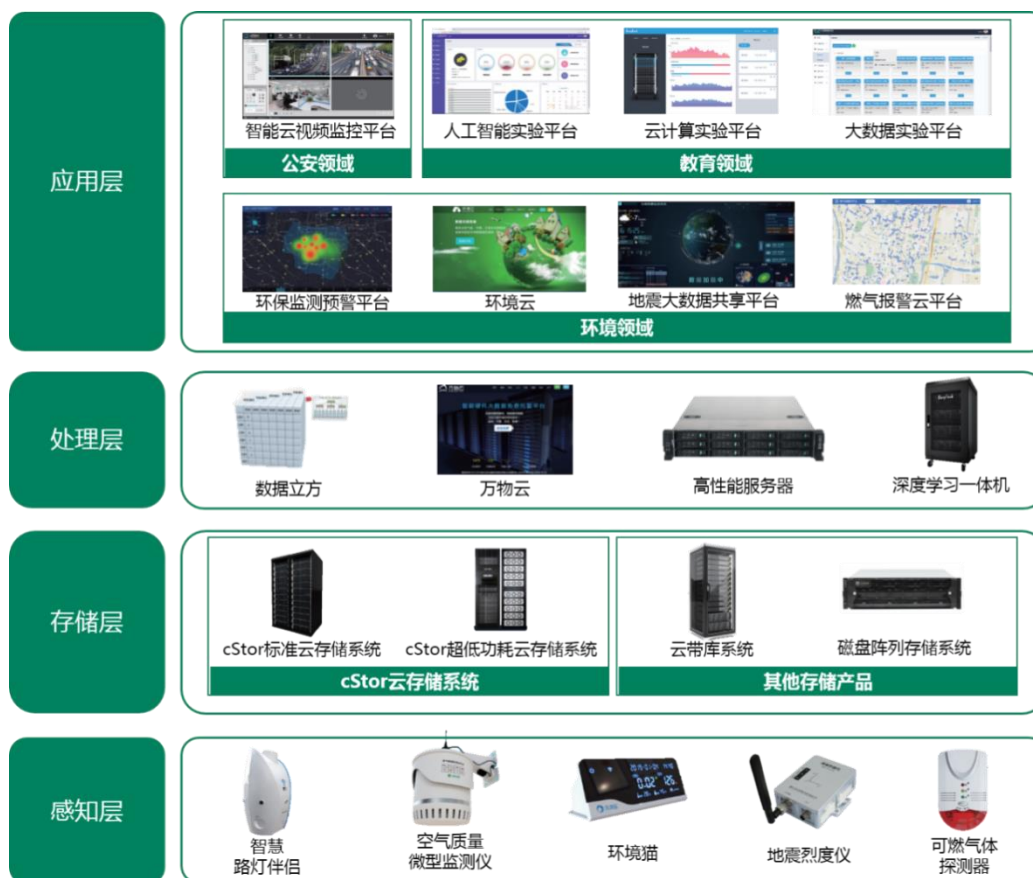 应用层
智能云视频监控平台
公安领域
人工智能实验平台
云计算实验平台
大数据实验平台
教育领域
环保监测预警平台
环境云
地震大数据共享平台
燃气报警云平台
环境领域
处理层
数据立方
万物云
高性能服务器
深度学习一体机
存储层
cStor标准云存储系统
cStor超低功耗云存储系统
cStor云存储系统
云带库系统
磁盘阵列存储系统
其他存储产品
感知层
智慧
路灯伴侣
空气质量
微型监测仪
环境猫
地震烈度仪
可燃气体
探测器